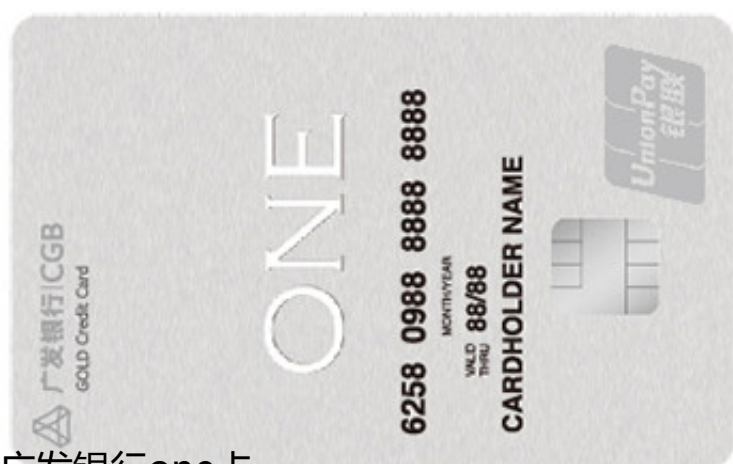 广发银行|CGB
GOLD Credit Card
ONE
6258 0988 8888 8888
MONTH/YEAR
VALID THRU 88/88
CARDHOLDER NAME
UnionPay
银联
广发银行one卡